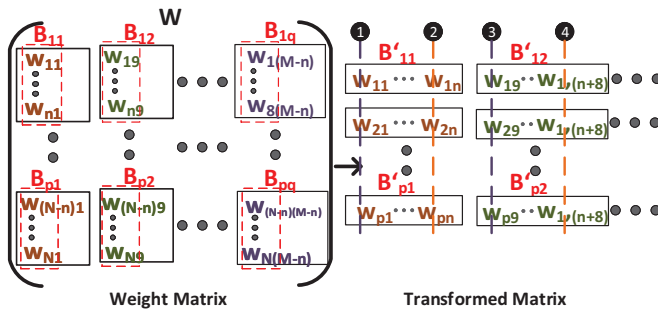 W
B11 B12 B1q
W11 W19 W1(M-n)
Wn1 Wn9 W8(M-n)
Bp1 Bp2 Bpq
W(N-n)1 W(N-n)9 W(N-n)(M-n)
WN1 WN9 WN(M-n)
Weight Matrix
1 2 3 4
B'11 B'12
W11 ... W1n W19 ... W1,(n+8)
W21 ... W2n W29 ... W1,(n+8)
B'p1 B'p2
Wp1 ... Wpn Wp9 ... W1,(n+8)
Transformed Matrix